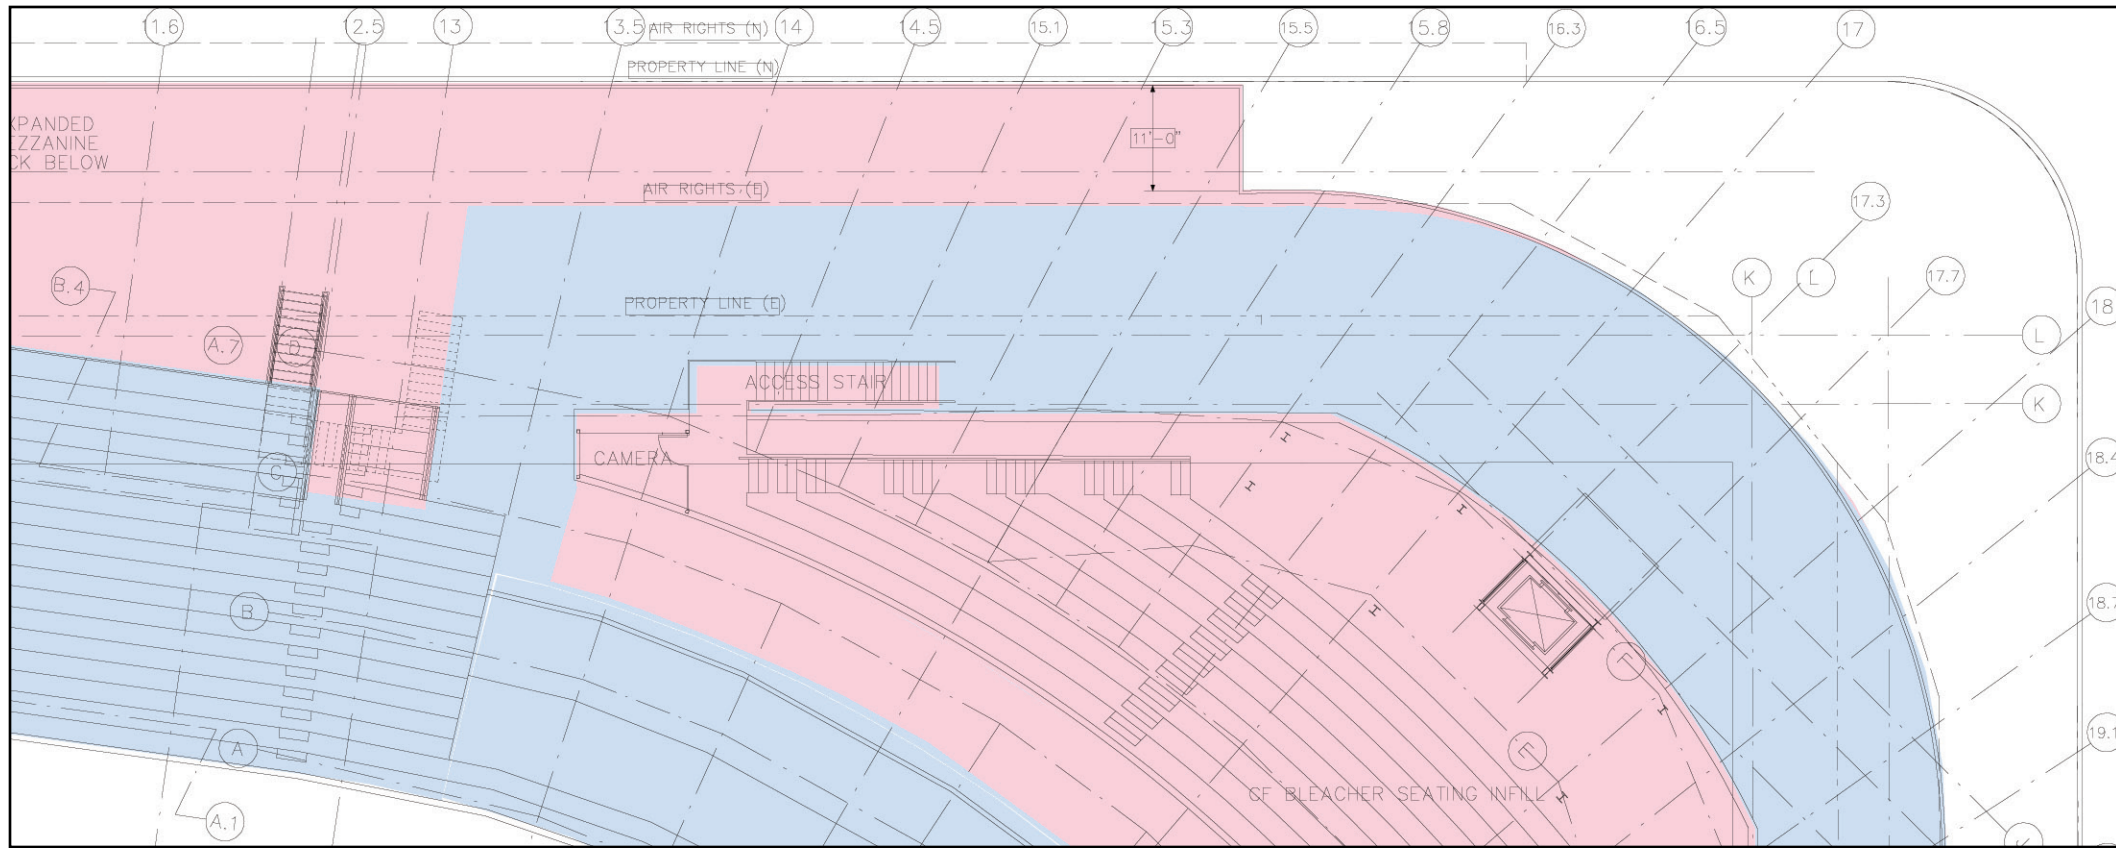 11.6 12.5 13 13.5 AIR RIGHTS (N) 14 14.5 15.1 15.3 15.5 15.8 16.3 16.5 17
PROPERTY LINE (N)
XPANDED
EZZANINE
CK BELOW
11'-0"
AIR RIGHTS (E)
17.3
B.4
PROPERTY LINE (E)
K L 17.7
18
A.7 D
L
ACCESS STAIR
K
C
CAMERA
18.4
B
18.7
F
A
E
19.1
CF BLEACHER SEATING INFILL
A.1